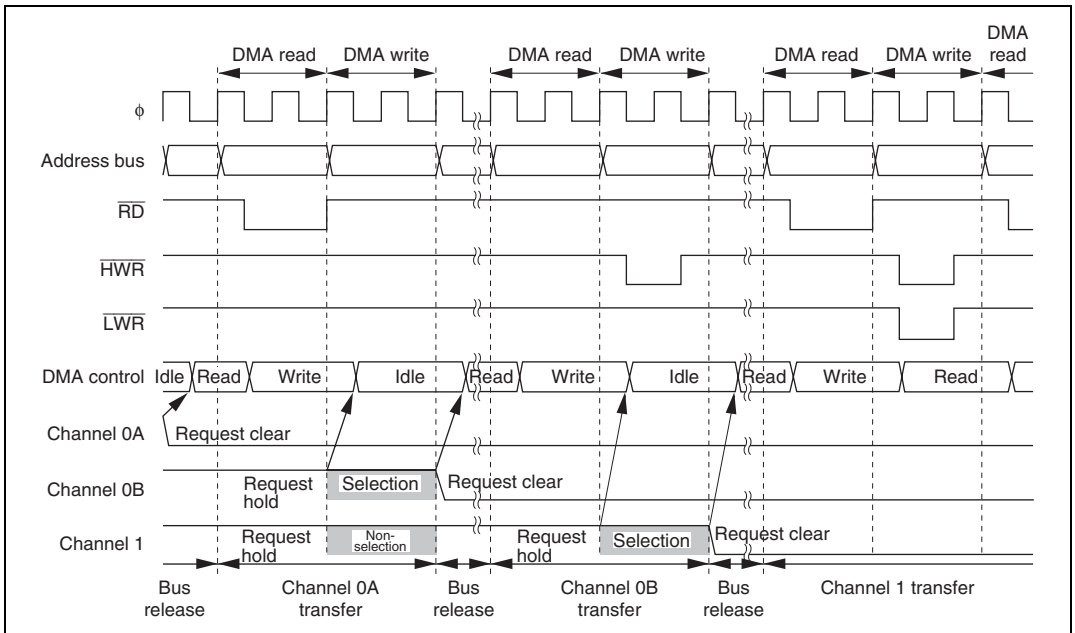 DMA read DMA write DMA read DMA write DMA read DMA write DMA read
φ
Address bus
RD
HWR
LWR
DMA control Idle Read Write Idle Read Write Idle Read Write Read
Channel 0A Request clear
Channel 0B Request hold Selection Request clear
Channel 1 Request hold Non-selection Request hold Selection Request clear
Bus release Channel 0A transfer Bus release Channel 0B transfer Bus release Channel 1 transfer